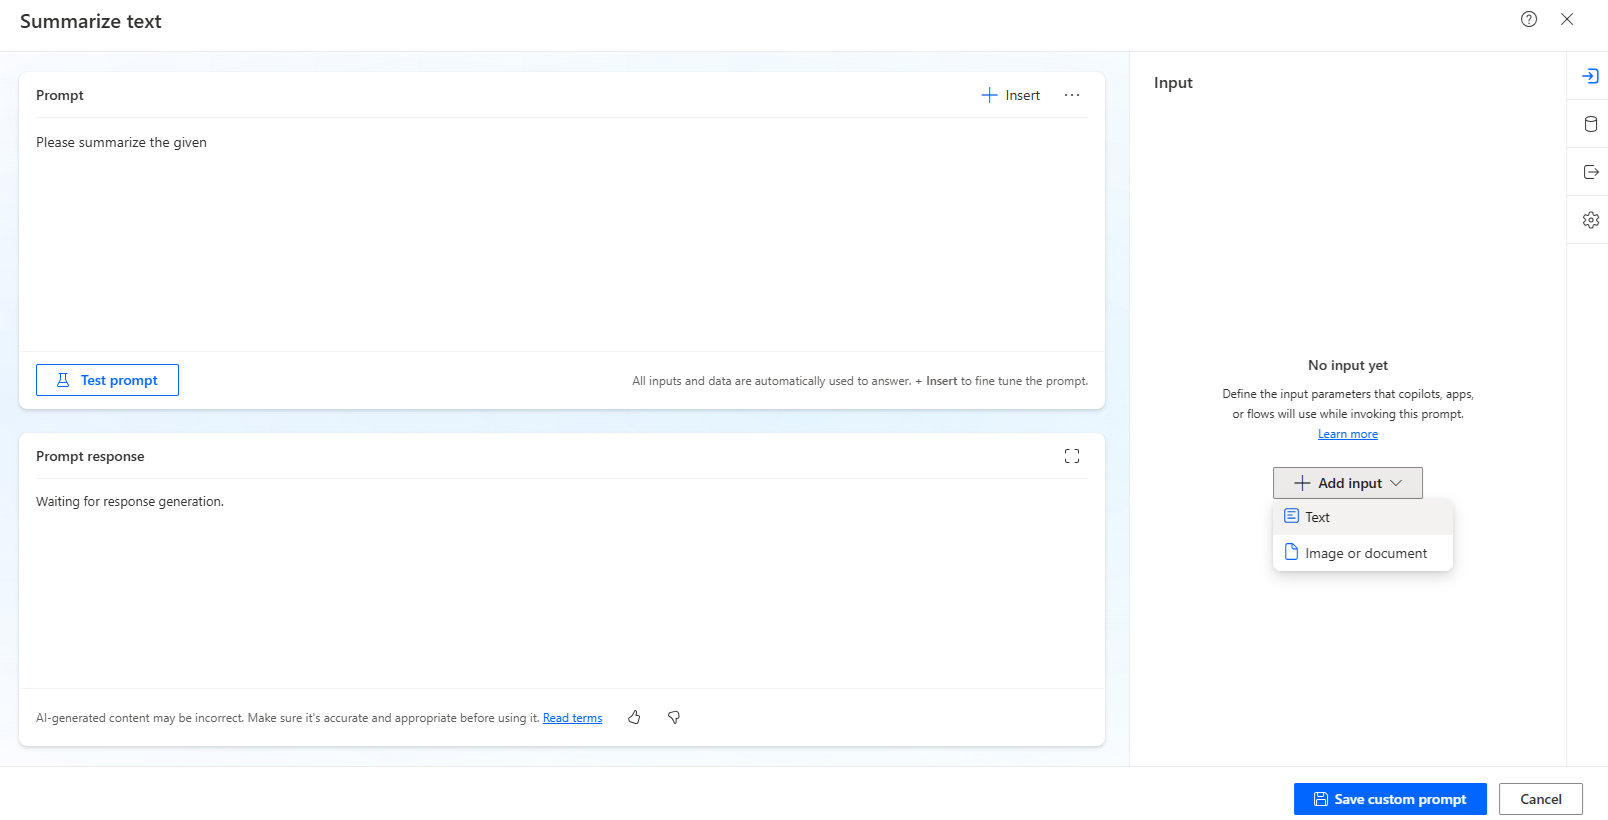 Summarize text
Prompt
Insert
Please summarize the given
Test prompt
All inputs and data are automatically used to answer. + Insert to fine tune the prompt.
Prompt response
Waiting for response generation.
AI-generated content may be incorrect. Make sure it's accurate and appropriate before using it. Read terms
Input
No input yet
Define the input parameters that copilots, apps,
or flows will use while invoking this prompt.
Learn more
Add input
Text
Image or document
Save custom prompt
Cancel